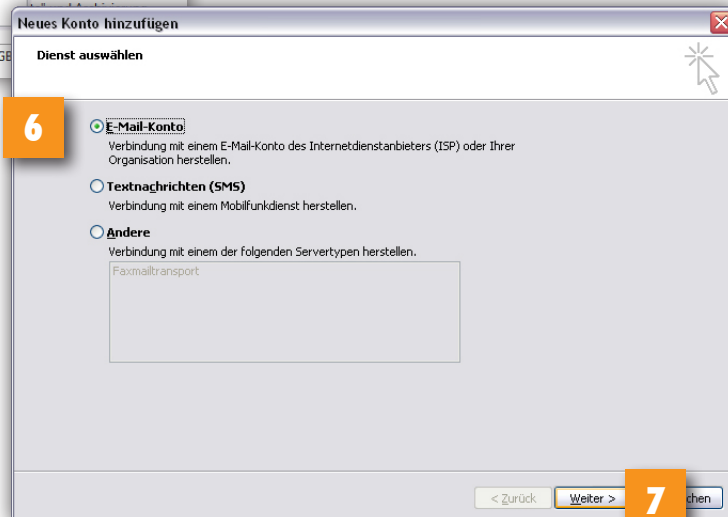 Neues Konto hinzufügen
Dienst auswählen
6
E-Mail-Konto
Verbindung mit einem E-Mail-Konto des Internetdienstanbieters (ISP) oder Ihrer
Organisation herstellen.
Textnachrichten (SMS)
Verbindung mit einem Mobilfunkdienst herstellen.
Andere
Verbindung mit einem der folgenden Servertypen herstellen.
Faxmailtransport
< Zurück Weiter > 7 chen